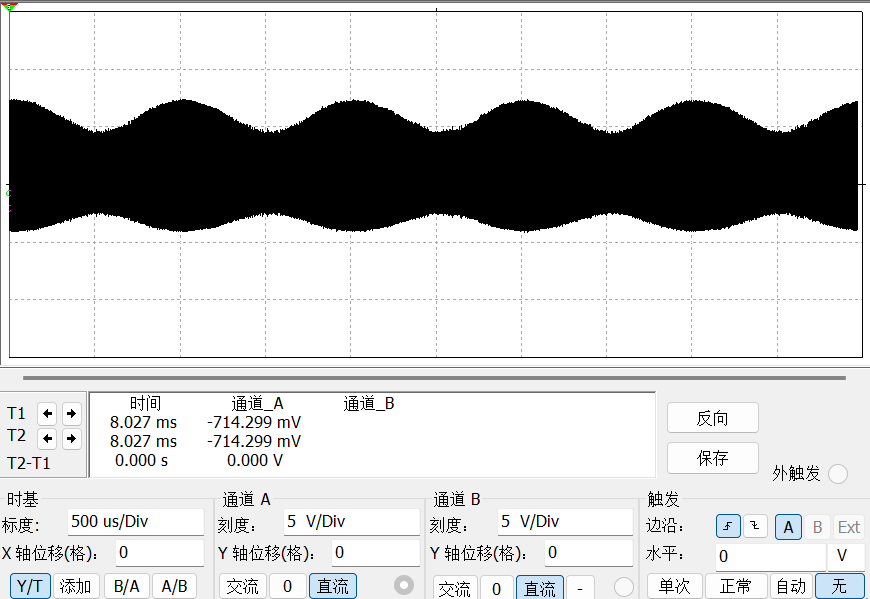 时间 通道_A 通道_B
T1 8.027 ms -714.299 mV
T2 8.027 ms -714.299 mV
T2-T1 0.000 s 0.000 V
反向
保存
外触发
时基 通道 A 通道 B 触发
标度: 500 us/Div 刻度: 5 V/Div 刻度: 5 V/Div 边沿: A B Ext
X 轴位移(格): 0 Y 轴位移(格): 0 Y 轴位移(格): 0 水平: 0 V
Y/T 添加 B/A A/B 交流 0 直流 交流 0 直流 - 单次 正常 自动 无